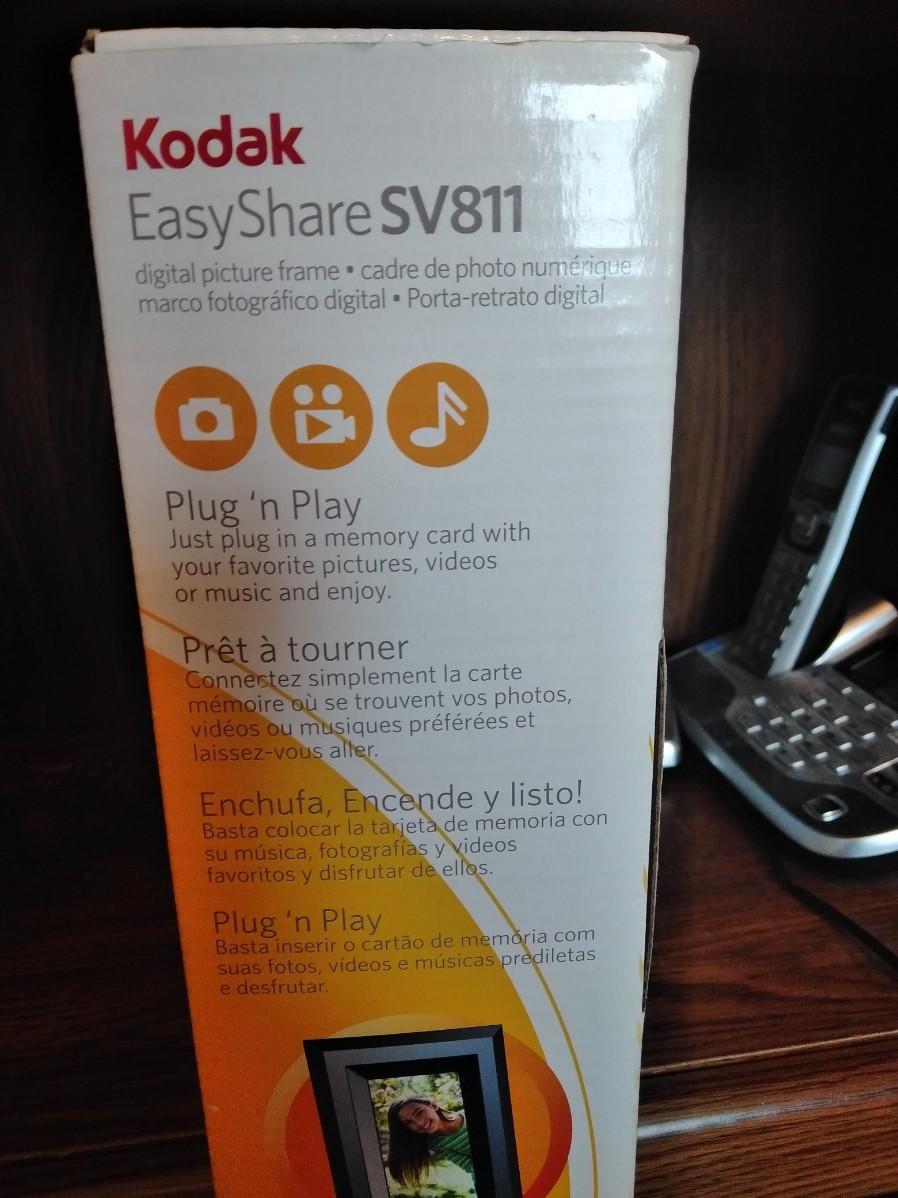 Kodak
EasyShare SV811
digital picture frame • cadre de photo numérique
marco fotográfico digital • Porta-retrato digital
Plug 'n Play
Just plug in a memory card with
your favorite pictures, videos
or music and enjoy.
Prêt à tourner
Connectez simplement la carte
mémoire où se trouvent vos photos,
vidéos ou musiques préférées et
laissez-vous aller.
Enchufa, Encende y listo!
Basta colocar la tarjeta de memoria con
su música, fotografías y videos
favoritos y disfrutar de ellos.
Plug 'n Play
Basta inserir o cartão de memória com
suas fotos, vídeos e músicas prediletas
e desfrutar.